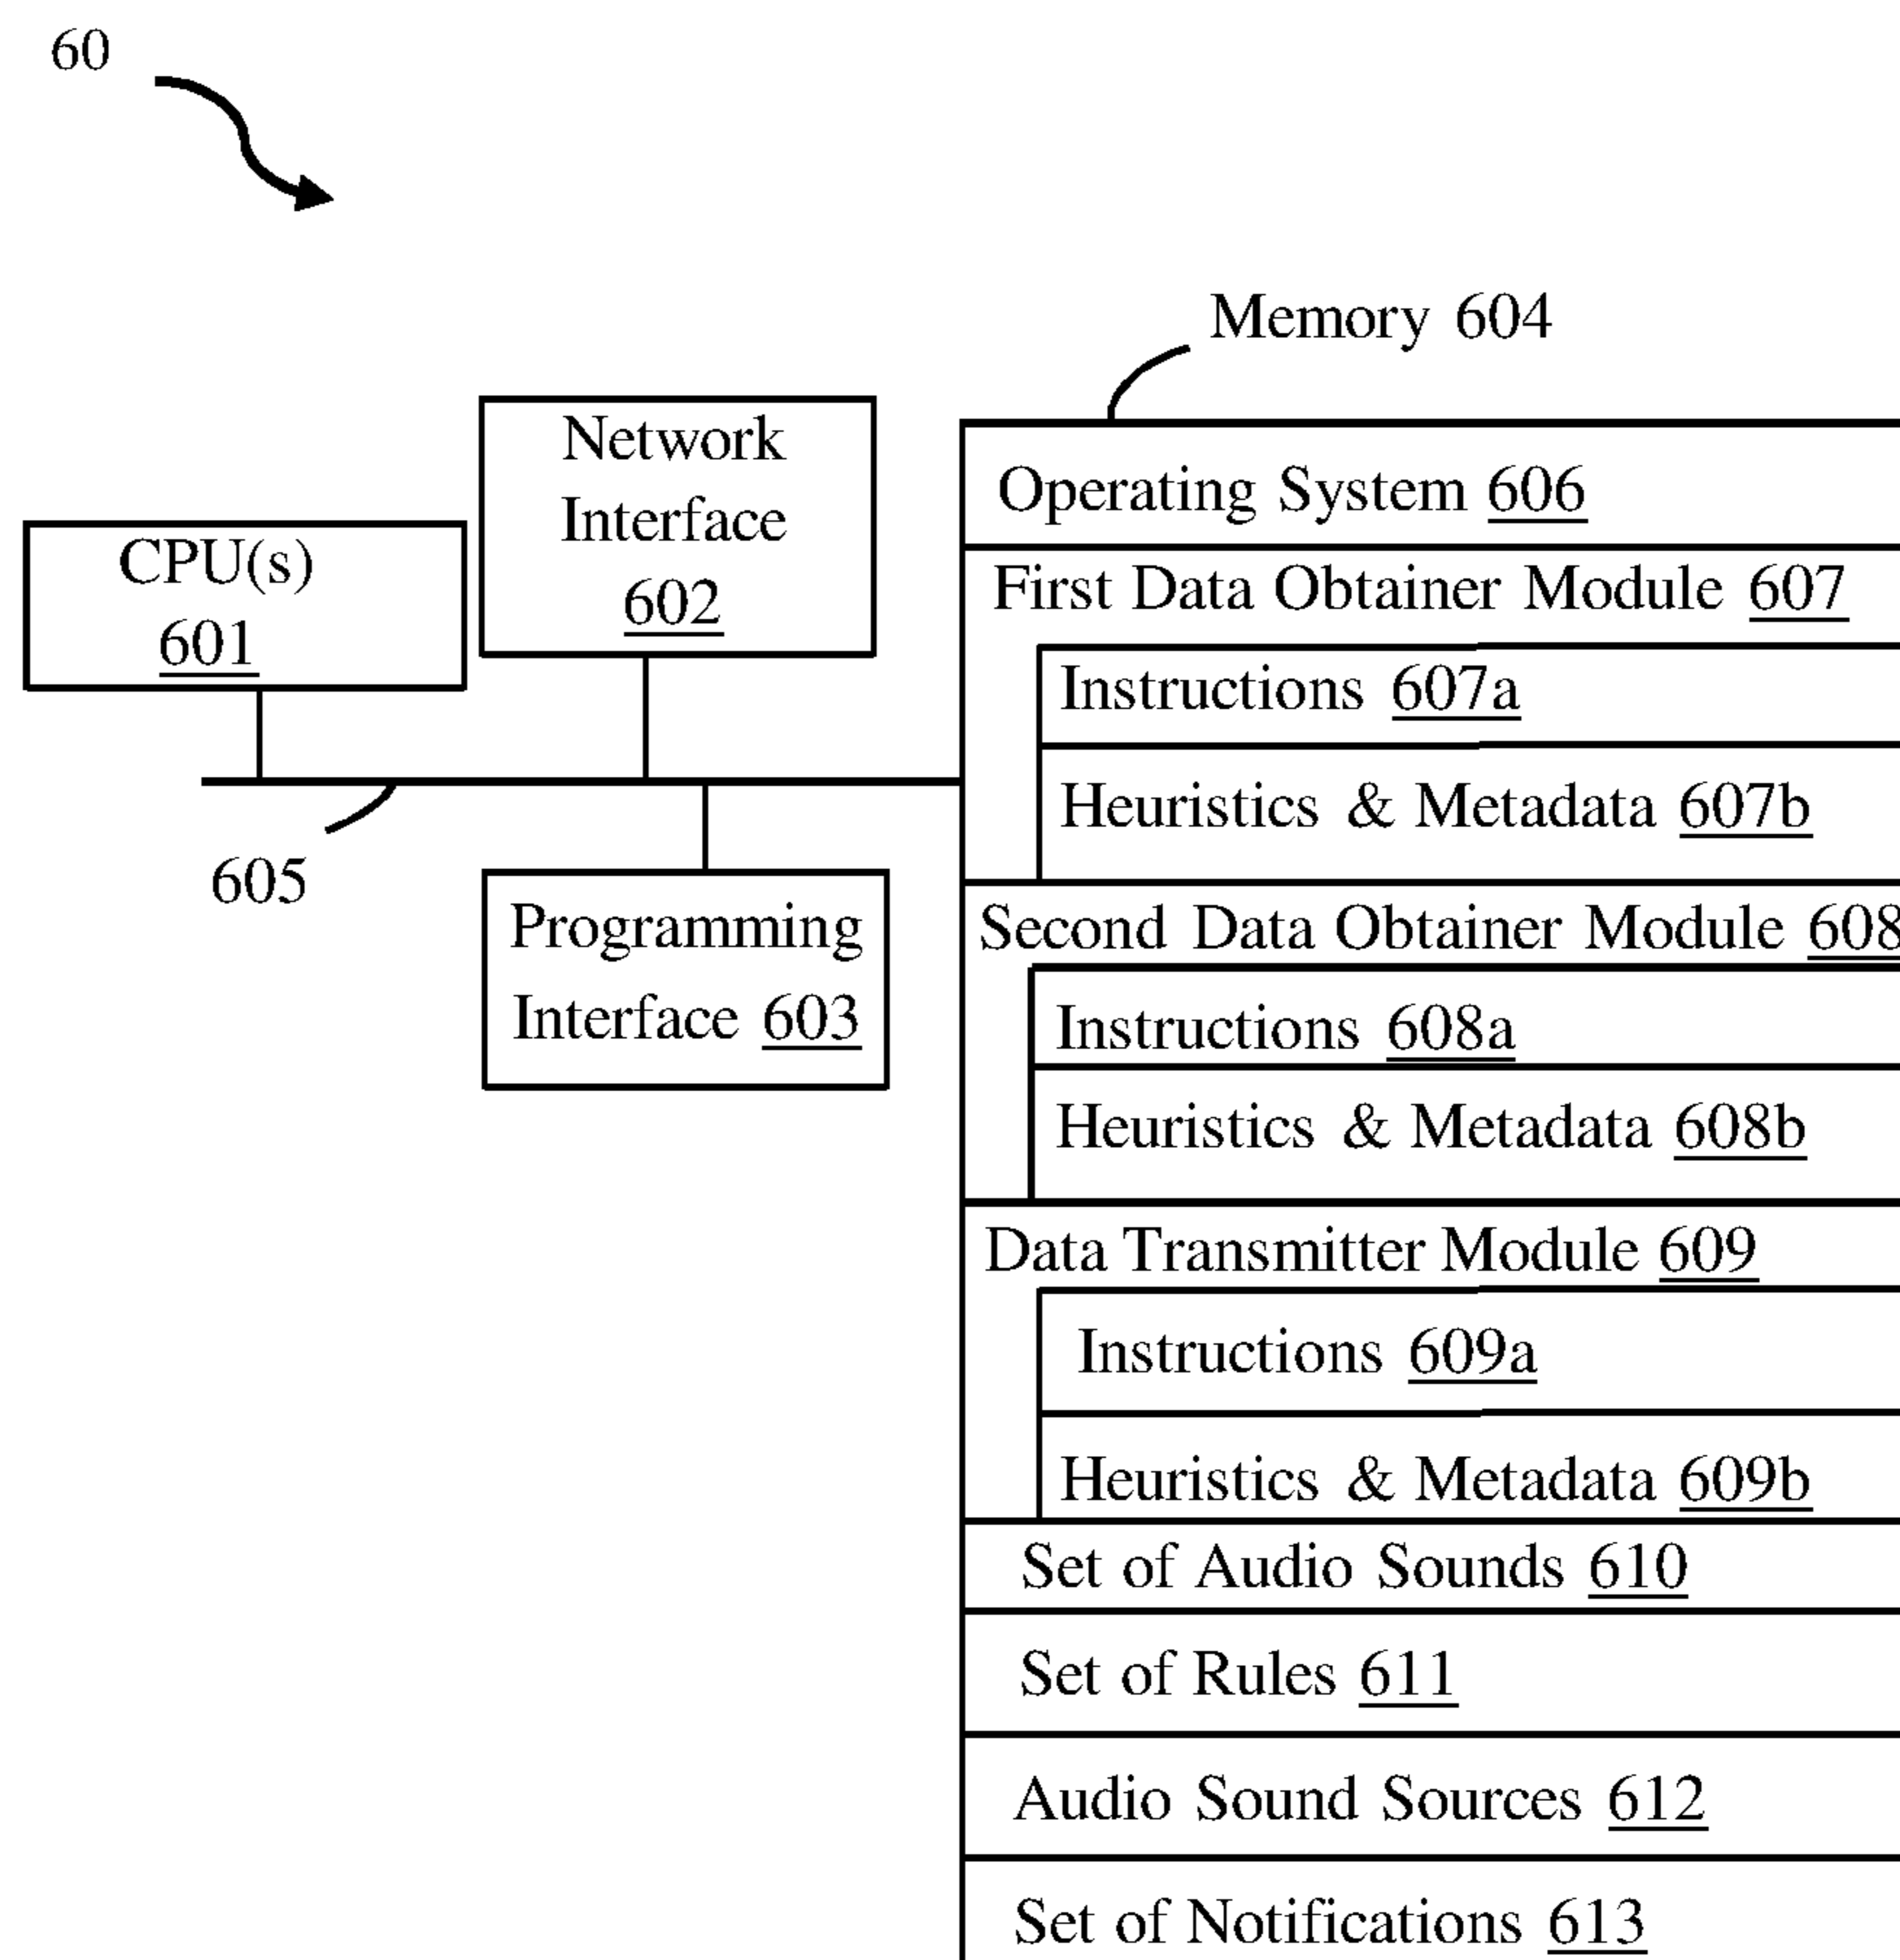 60
Memory 604
Network
Interface
602
CPU(s)
601
605
Programming
Interface 603
Operating System 606
First Data Obtainer Module 607
Instructions 607a
Heuristics & Metadata 607b
Second Data Obtainer Module 608
Instructions 608a
Heuristics & Metadata 608b
Data Transmitter Module 609
Instructions 609a
Heuristics & Metadata 609b
Set of Audio Sounds 610
Set of Rules 611
Audio Sound Sources 612
Set of Notifications 613